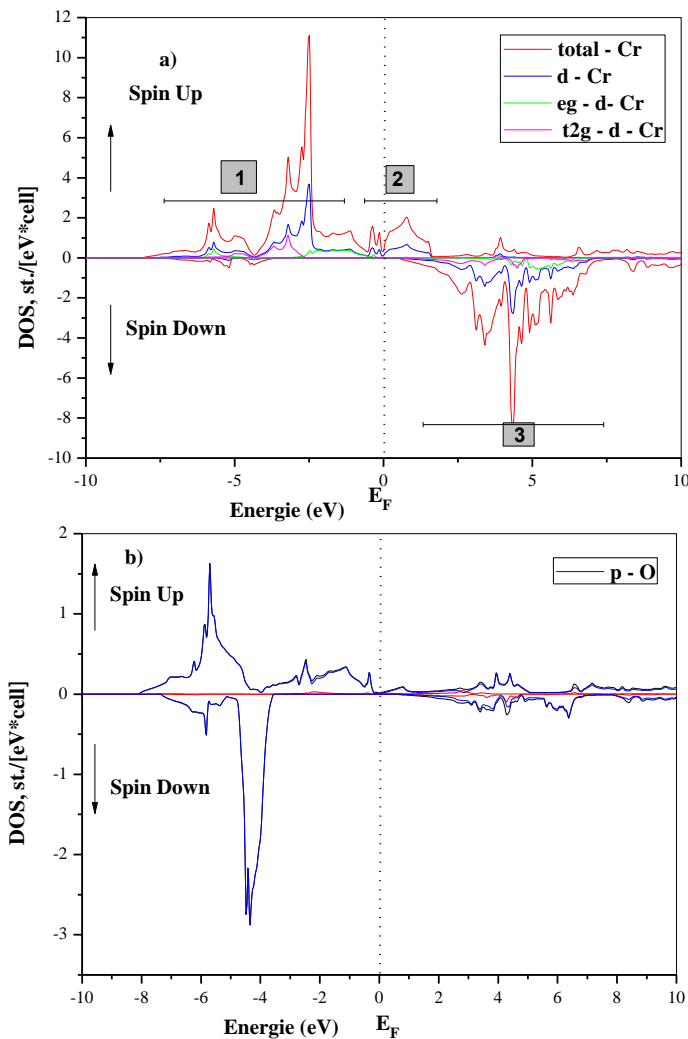 12
10
8
6
4
2
0
-2
-4
-6
-8
-10
DOS, st./[eV*cell]
a)
Spin Up
Spin Down
total - Cr
d - Cr
eg - d- Cr
t2g - d - Cr
1
2
3
-10
-5
0
5
10
Energie (eV)
E_F
2
1
0
-1
-2
-3
DOS, st./[eV*cell]
b)
Spin Up
Spin Down
p - O
-10
-8
-6
-4
-2
0
2
4
6
8
10
Energie (eV)
E_F